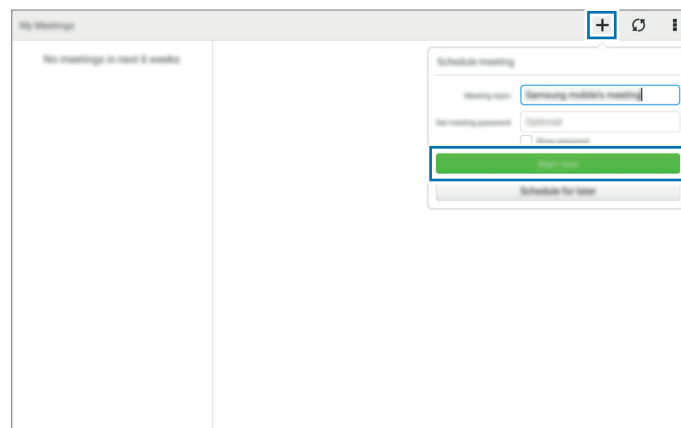 My Meetings
No meetings in next 6 weeks
Schedule meeting
Meeting topic
Samsung mobile's meeting
Set meeting password
Optional
Show password
Start now
Schedule for later